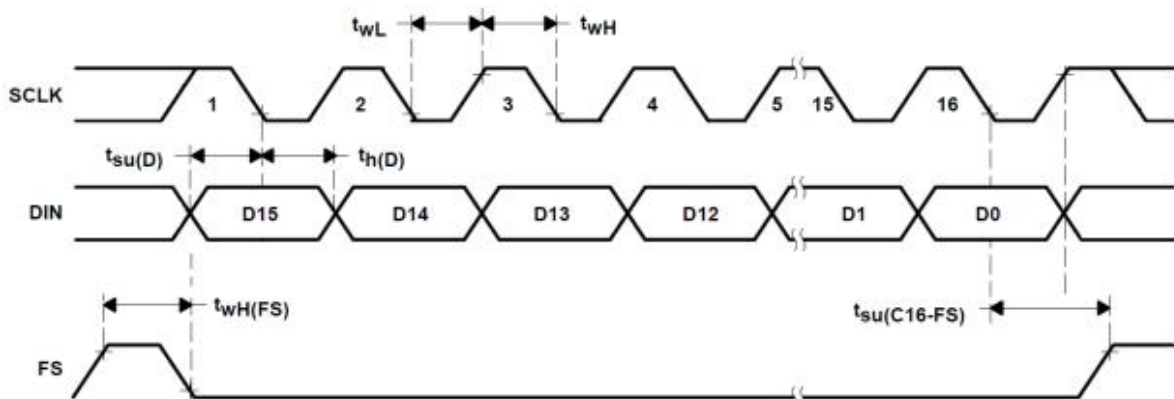 t_wL t_wH
SCLK 1 2 3 4 5 15 16
t_su(D) t_h(D)
DIN D15 D14 D13 D12 D1 D0
t_wH(FS) t_su(C16-FS)
FS